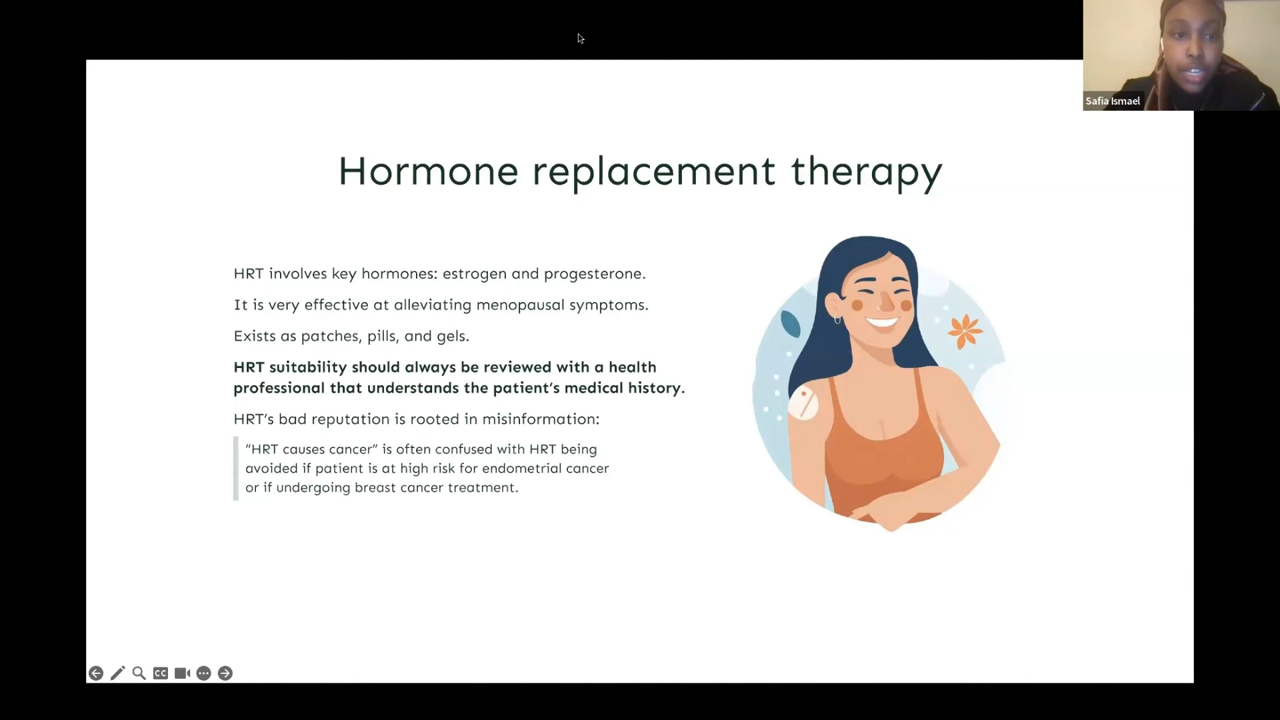 Safia Ismael
Hormone replacement therapy
HRT involves key hormones: estrogen and progesterone.
It is very effective at alleviating menopausal symptoms.
Exists as patches, pills, and gels.
HRT suitability should always be reviewed with a health
professional that understands the patient’s medical history.
HRT’s bad reputation is rooted in misinformation:
“HRT causes cancer” is often confused with HRT being
avoided if patient is at high risk for endometrial cancer
or if undergoing breast cancer treatment.
CC